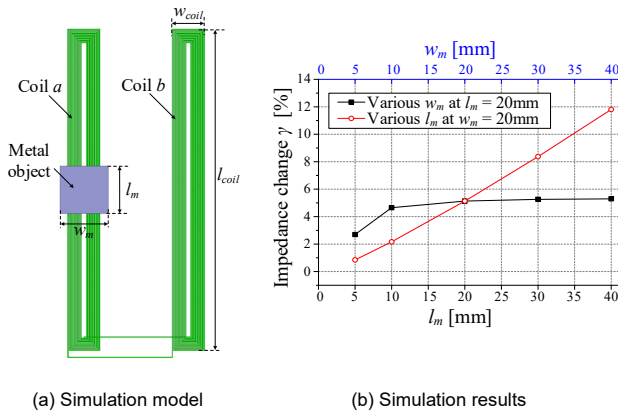 w_coil
Coil a
Coil b
Metal
object
l_m
l_coil
w_m
(a) Simulation model
w_m [mm]
0 5 10 15 20 25 30 35 40
14
12
10
8
6
4
2
0
Impedance change γ [%]
Various w_m at l_m = 20mm
Various l_m at w_m = 20mm
0 5 10 15 20 25 30 35 40
l_m [mm]
(b) Simulation results